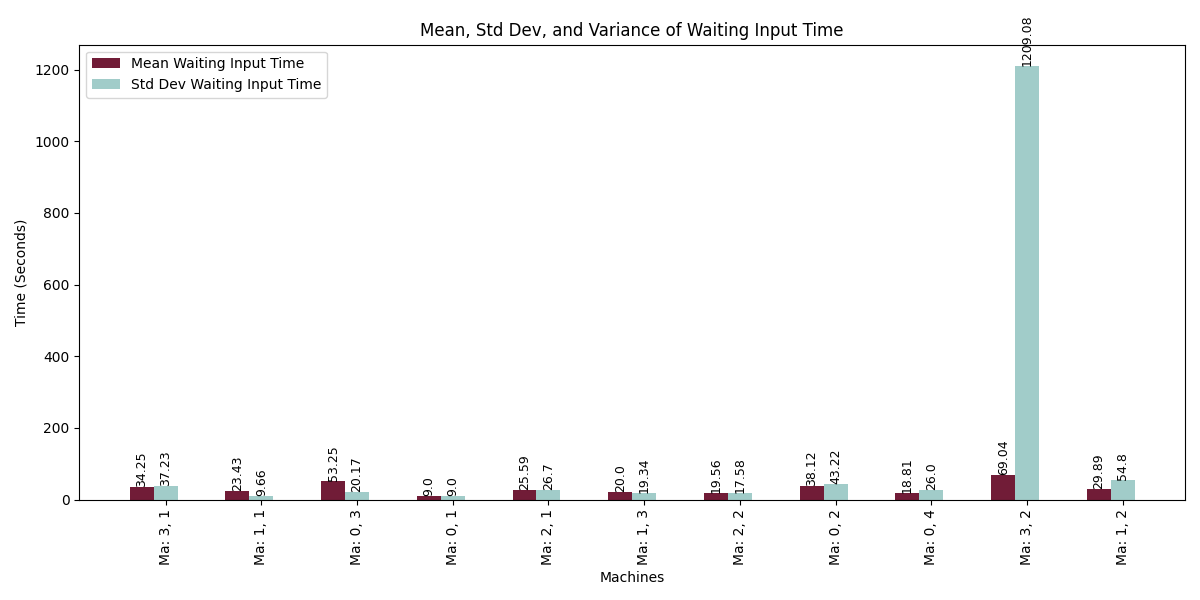 Mean, Std Dev, and Variance of Waiting Input Time
Mean Waiting Input Time
Std Dev Waiting Input Time
Time (Seconds)
1200
1000
800
600
400
200
0
34.25
37.23
23.43
9.66
53.25
20.17
9.0
9.0
25.59
26.7
20.0
19.34
19.56
17.58
38.12
43.22
18.81
26.0
69.04
1209.08
29.89
54.8
Ma: 3, 1
Ma: 1, 1
Ma: 0, 3
Ma: 0, 1
Ma: 2, 1
Ma: 1, 3
Ma: 2, 2
Ma: 0, 2
Ma: 0, 4
Ma: 3, 2
Ma: 1, 2
Machines